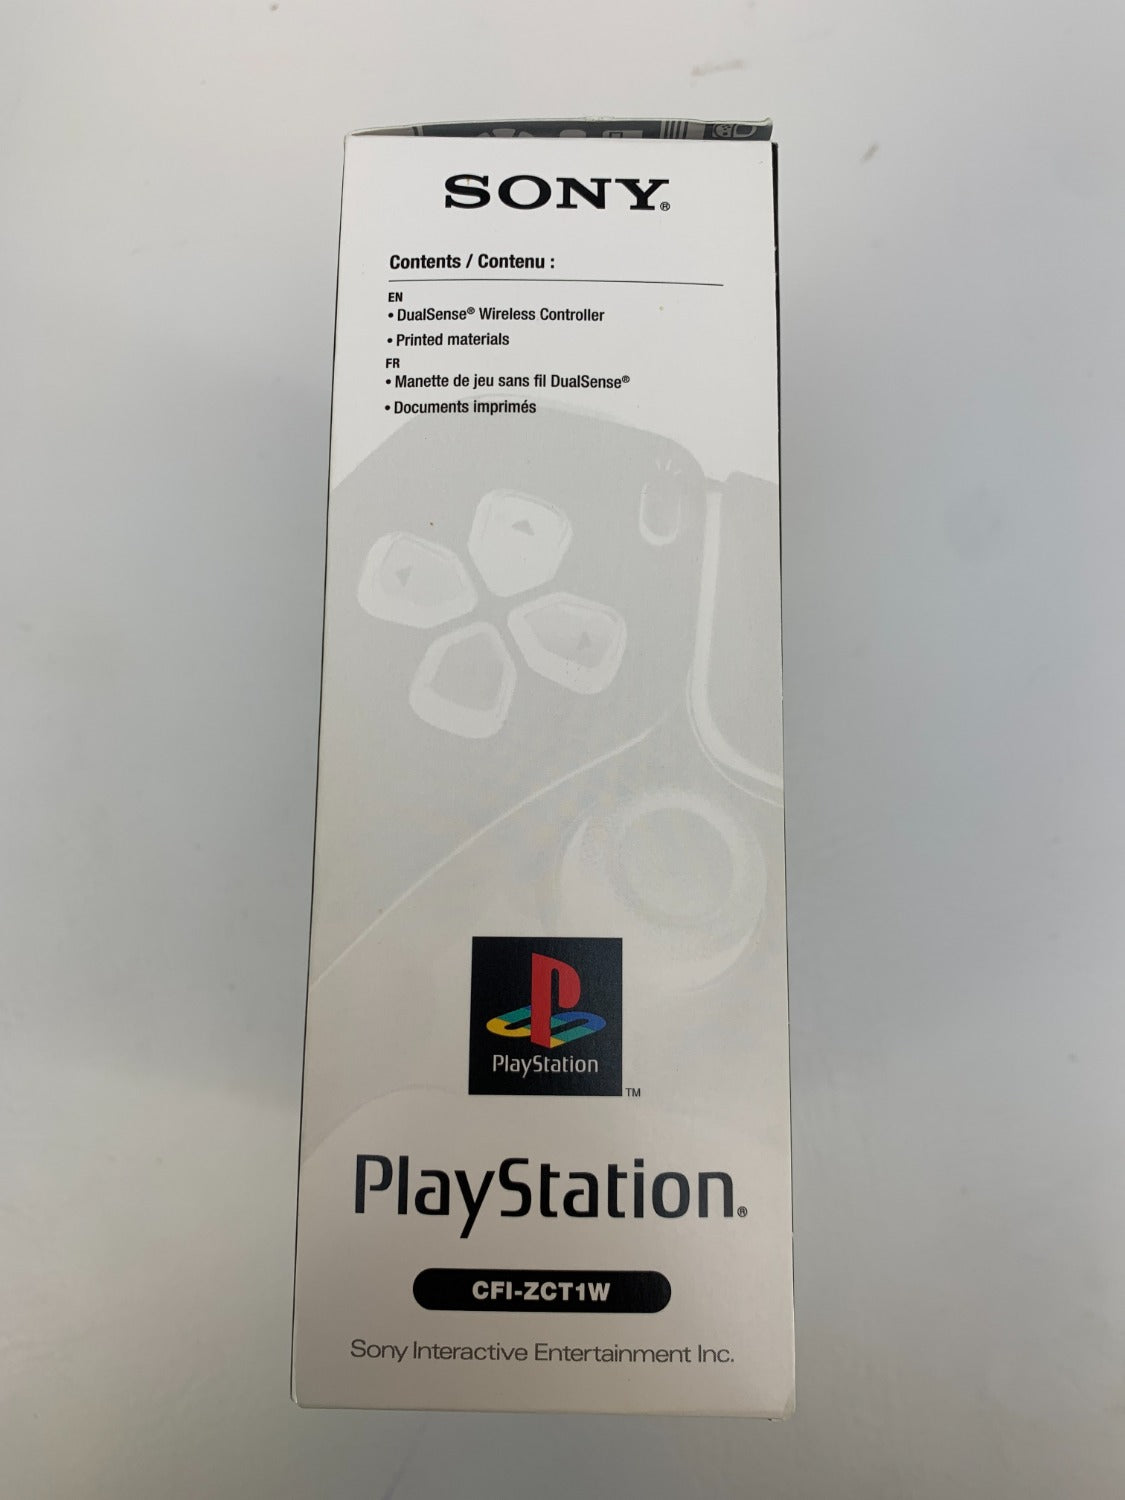 SONY®
Contents / Contenu :
EN
• DualSense® Wireless Controller
• Printed materials
FR
• Manette de jeu sans fil DualSense®
• Documents imprimés
PlayStation
TM
PlayStation®
CFI-ZCT1W
Sony Interactive Entertainment Inc.